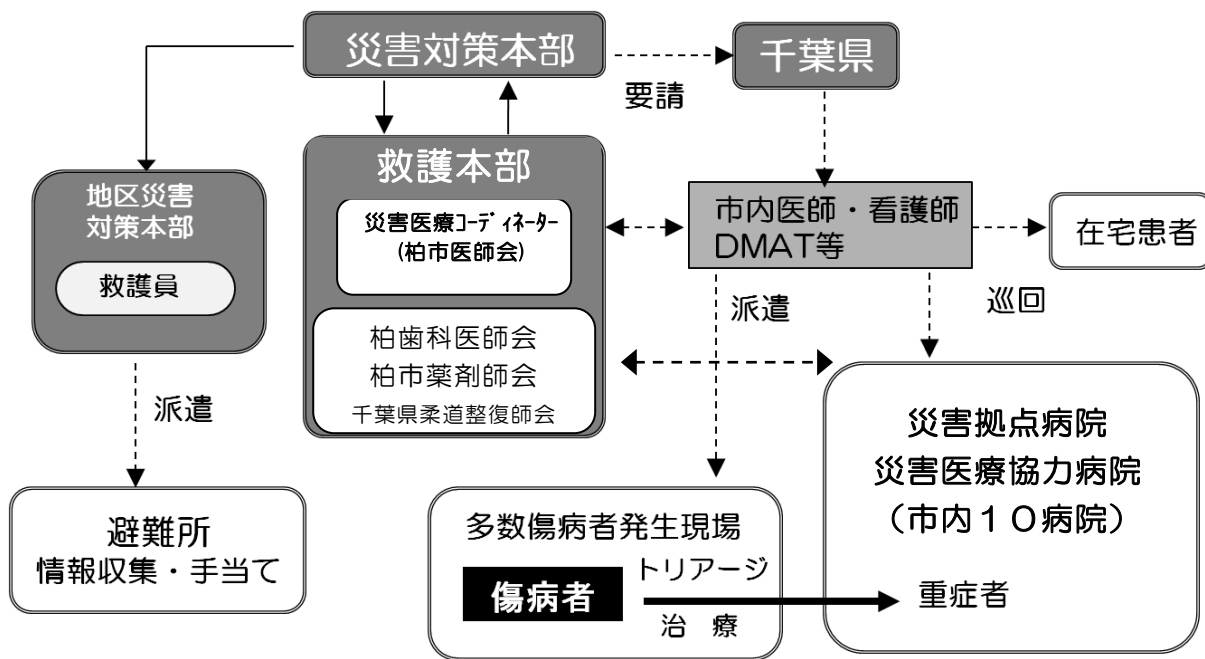 災害対策本部
千葉県
要請
救護本部
災害医療コーディネーター
(柏市医師会)
柏歯科医師会
柏市薬剤師会
千葉県柔道整復師会
地区災害
対策本部
救護員
派遣
避難所
情報収集・手当て
市内医師・看護師
DMAT等
在宅患者
派遣
巡回
多数傷病者発生現場
傷病者
トリアージ
治 療
災害拠点病院
災害医療協力病院
（市内１０病院）
重症者